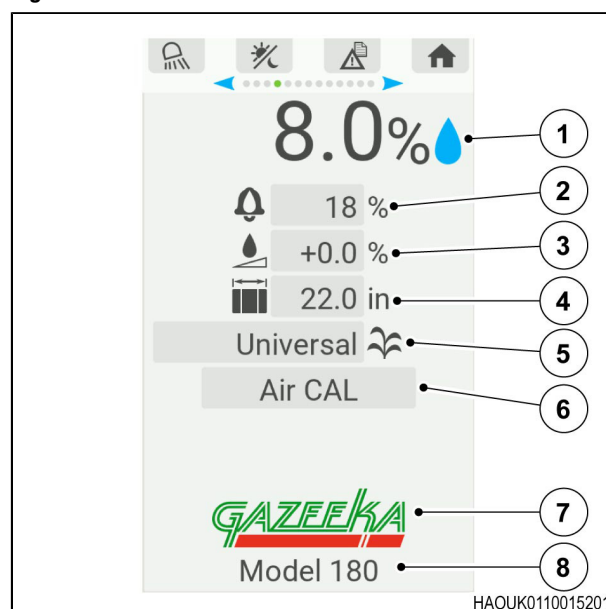 8.0%
1
18 %
2
+0.0 %
3
22.0 in
4
Universal
5
Air CAL
6
GAZEEKA
7
Model 180
8
HAOUK0110015201